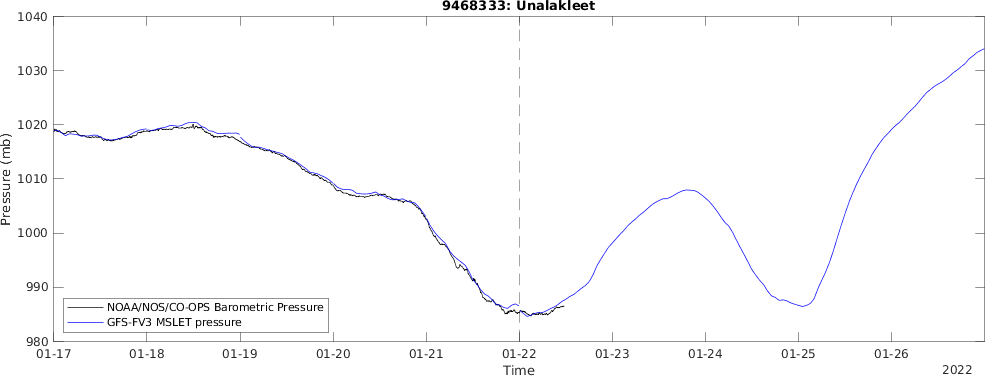 9468333: Unalakleet
Pressure (mb)
1040
1030
1020
1010
1000
990
980
NOAA/NOS/CO-OPS Barometric Pressure
GFS-FV3 MSLET pressure
01-17 01-18 01-19 01-20 01-21 01-22 01-23 01-24 01-25 01-26
Time
2022